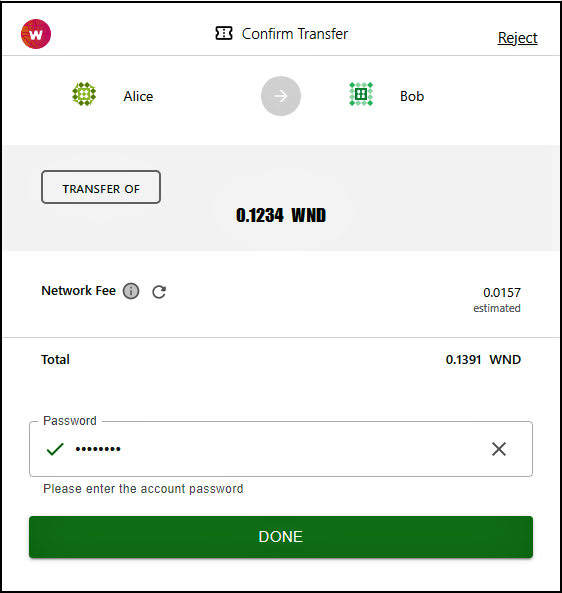 w
Confirm Transfer
Reject
Alice
Bob
TRANSFER OF
0.1234 WND
Network Fee
0.0157
estimated
Total
0.1391 WND
Password
••••••••
Please enter the account password
DONE